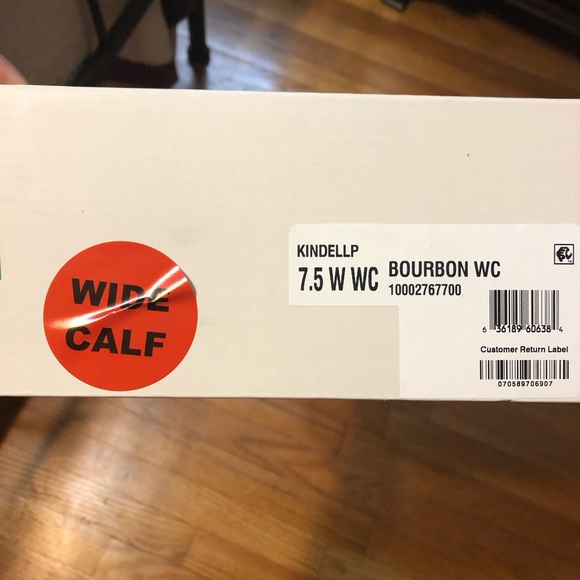 WIDE
CALF
KINDELLP
7.5 W WC
BOURBON WC
10002767700
6 36189 60638 4
Customer Return Label
070589706907